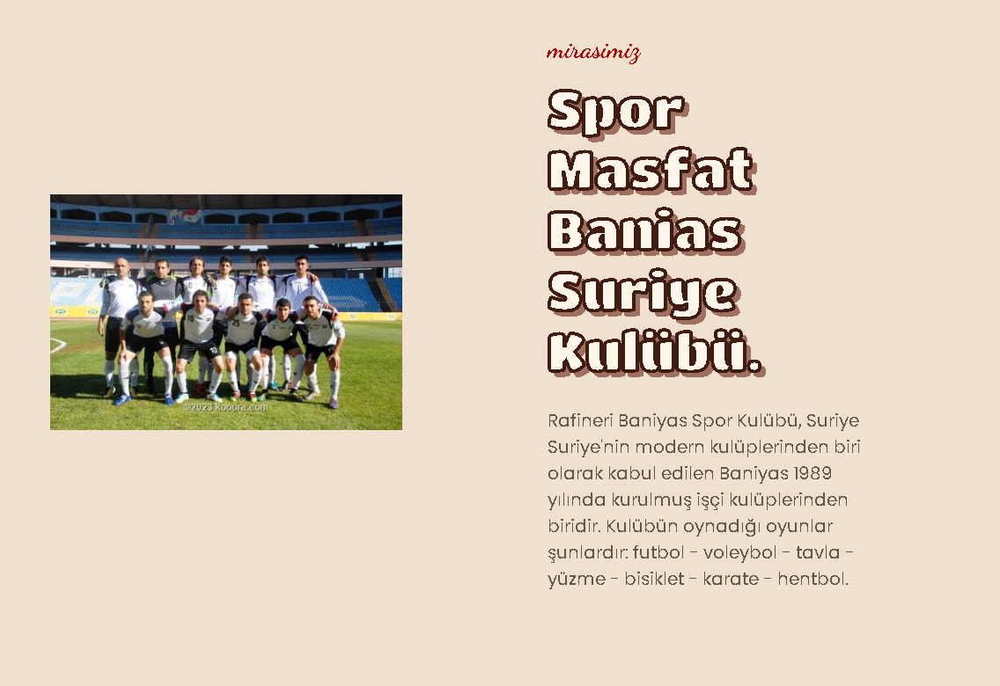 mirasimiz
Spor
Masfat
Banias
Suriye
Kulübü.
Rafineri Baniyas Spor Kulübü, Suriye
Suriye'nin modern kulüplerinden biri
olarak kabul edilen Baniyas 1989
yılında kurulmuş işçi kulüplerinden
biridir. Kulübün oynadığı oyunlar
şunlardır: futbol - voleybol - tavla -
yüzme - bisiklet - karate - hentbol.
10
25
©2023 kooora.com